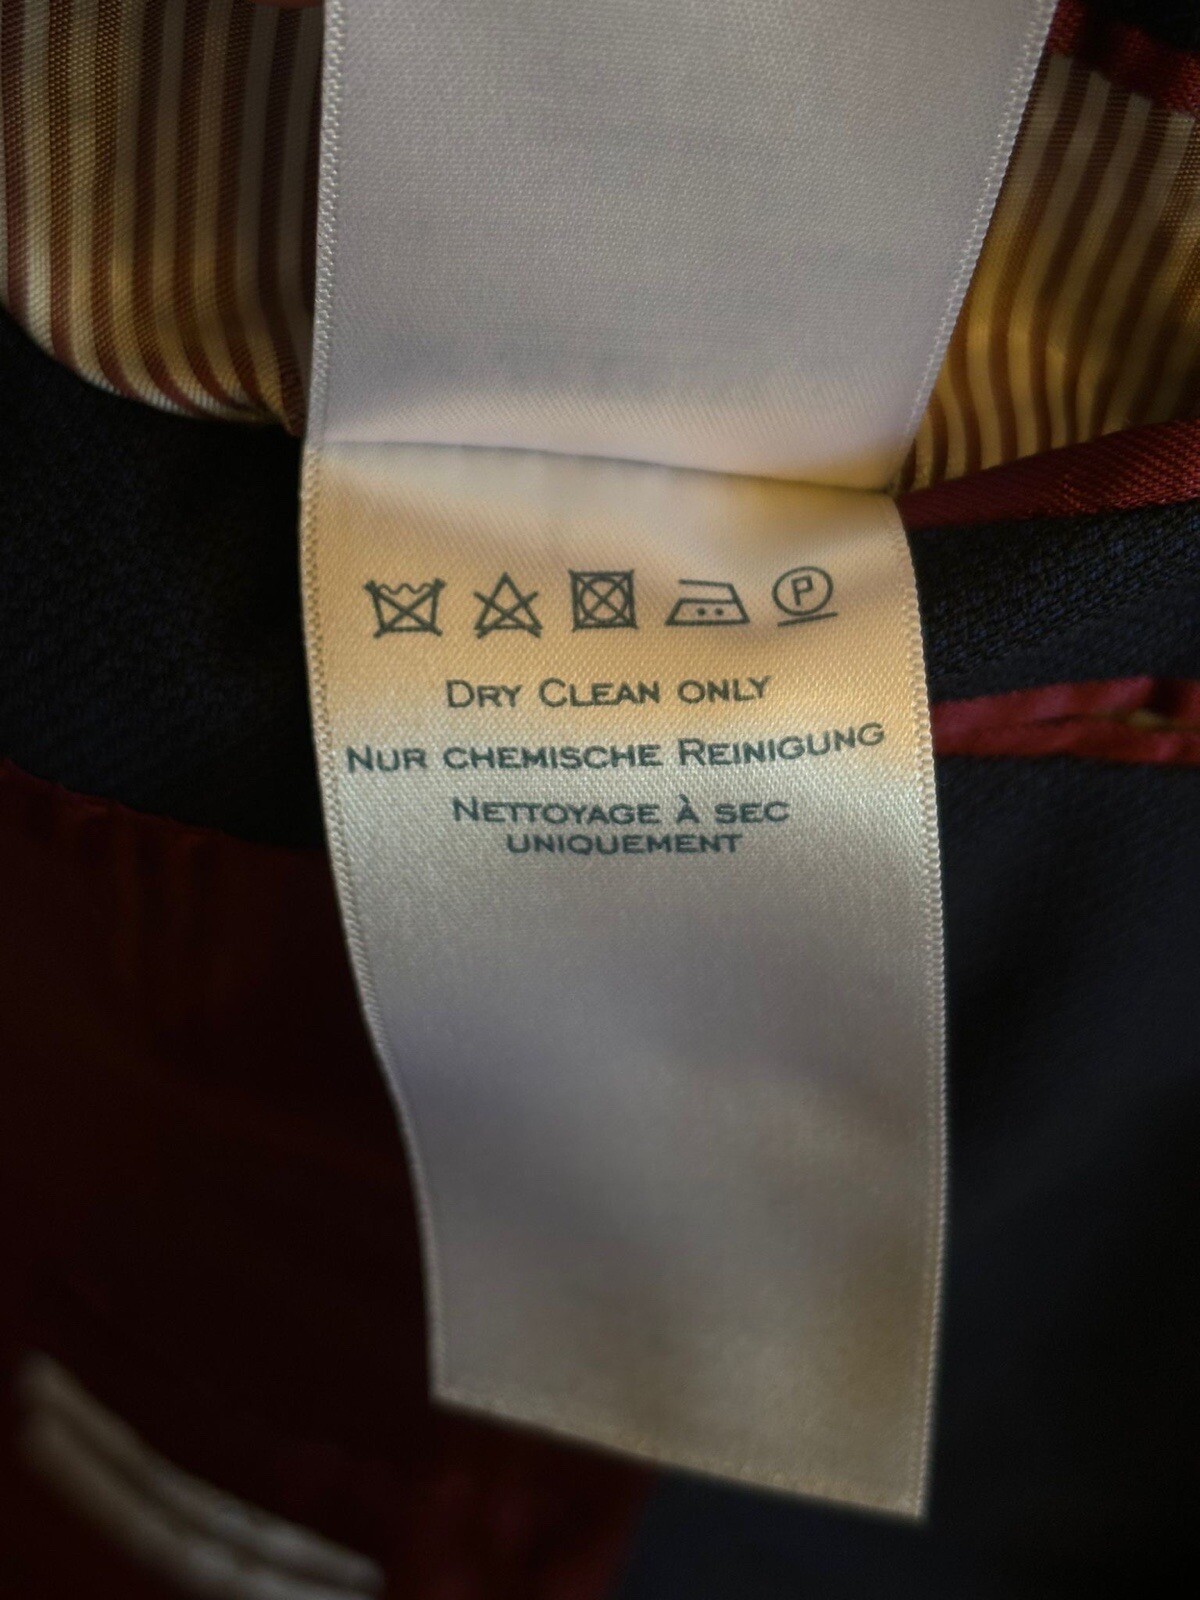 P
DRY CLEAN ONLY
NUR CHEMISCHE REINIGUNG
NETTOYAGE À SEC
UNIQUEMENT